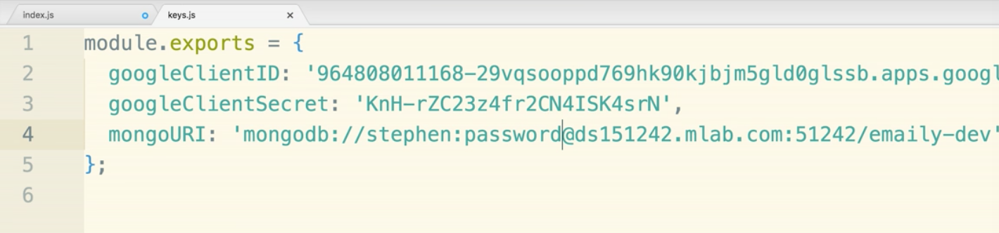 index.js
keys.js
1 module.exports = {
2 googleClientID: '964808011168-29vqsooppd769hk90kjbjm5gld0glssb.apps.googl
3 googleClientSecret: 'KnH-rZC23z4fr2CN4ISK4srN',
4 mongoURI: 'mongodb://stephen:password@ds151242.mlab.com:51242/emaily-dev'
5 };
6